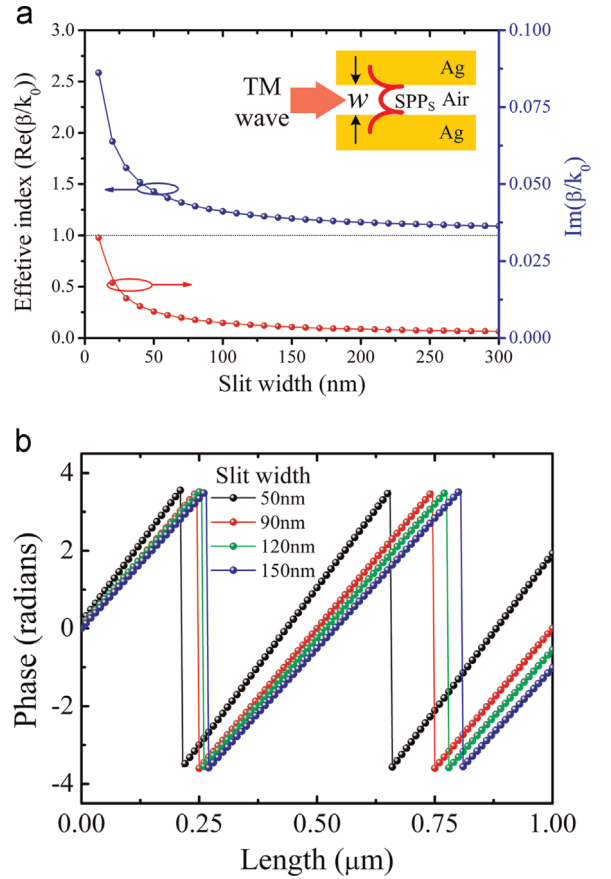 a
3.0
2.5
2.0
1.5
1.0
0.5
0.0
Effetive index (Re(β/k0))
0.100
0.075
0.050
0.025
0.000
Im(β/k0)
TM
wave
w
Ag
SPPs Air
Ag
0 50 100 150 200 250 300
Slit width (nm)
b
4
2
0
-2
-4
Phase (radians)
Slit width
50nm
90nm
120nm
150nm
0.00 0.25 0.50 0.75 1.00
Length (μm)